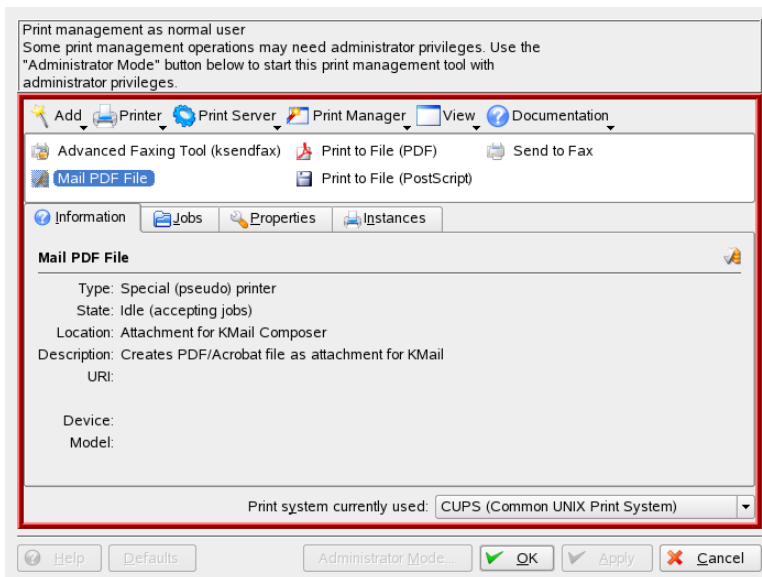 Print management as normal user
Some print management operations may need administrator privileges. Use the
"Administrator Mode" button below to start this print management tool with
administrator privileges.
Add Printer Print Server Print Manager View Documentation
Advanced Faxing Tool (ksendfax) Print to File (PDF) Send to Fax
Mail PDF File Print to File (PostScript)
Information Jobs Properties Instances
Mail PDF File
Type: Special (pseudo) printer
State: Idle (accepting jobs)
Location: Attachment for KMail Composer
Description: Creates PDF/Acrobat file as attachment for KMail
URI:
Device:
Model:
Print system currently used: CUPS (Common UNIX Print System)
Help Defaults Administrator Mode... OK Apply Cancel